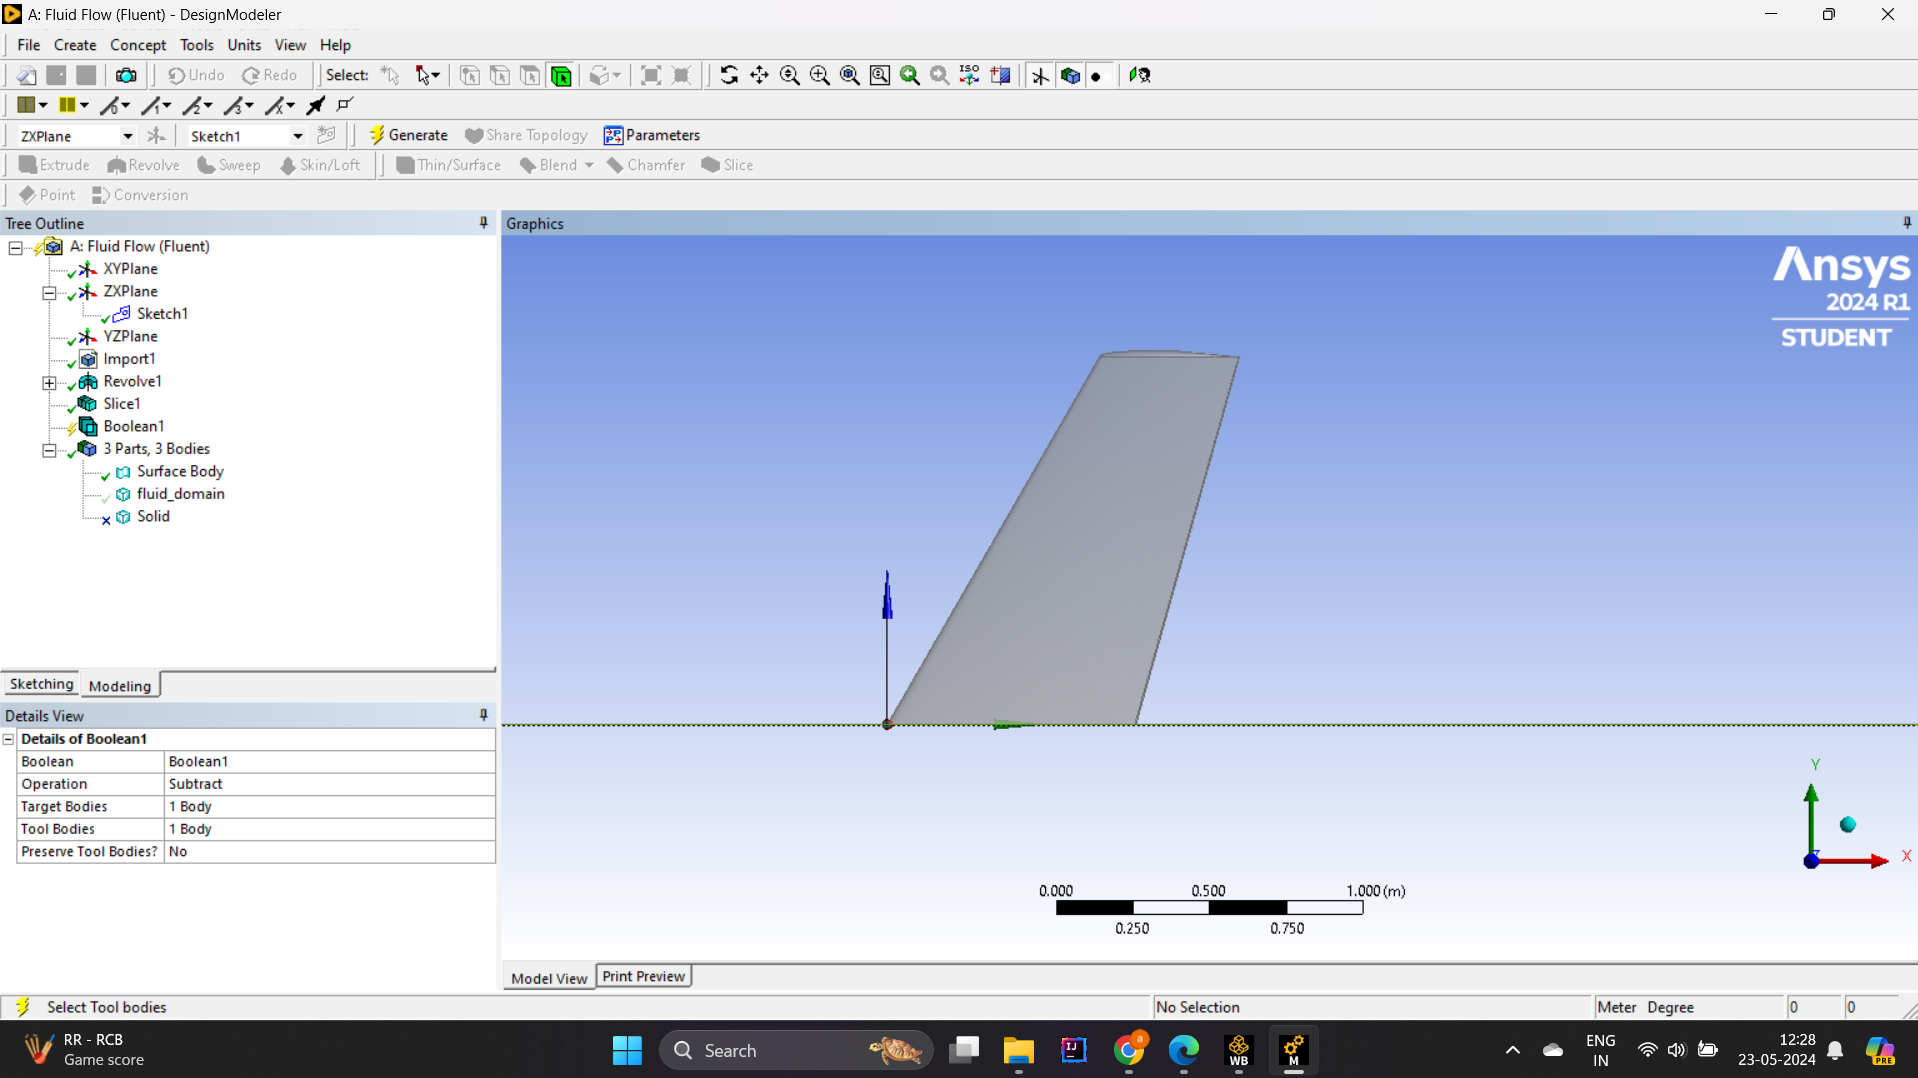 A: Fluid Flow (Fluent) - DesignModeler
File Create Concept Tools Units View Help
Undo Redo Select: ISO
ZXPlane Sketch1 Generate Share Topology Parameters
Extrude Revolve Sweep Skin/Loft Thin/Surface Blend Chamfer Slice
Point Conversion
Tree Outline
A: Fluid Flow (Fluent)
XYPlane
ZXPlane
Sketch1
YZPlane
Import1
Revolve1
Slice1
Boolean1
3 Parts, 3 Bodies
Surface Body
fluid_domain
Solid
Sketching Modeling
Details View
Details of Boolean1
Boolean Boolean1
Operation Subtract
Target Bodies 1 Body
Tool Bodies 1 Body
Preserve Tool Bodies? No
Graphics
Ansys
2024 R1
STUDENT
Y
X
0.000 0.500 1.000 (m)
0.250 0.750
Model View Print Preview
Select Tool bodies No Selection Meter Degree 0 0
RR - RCB
Game score
Search
ENG
IN
12:28
23-05-2024